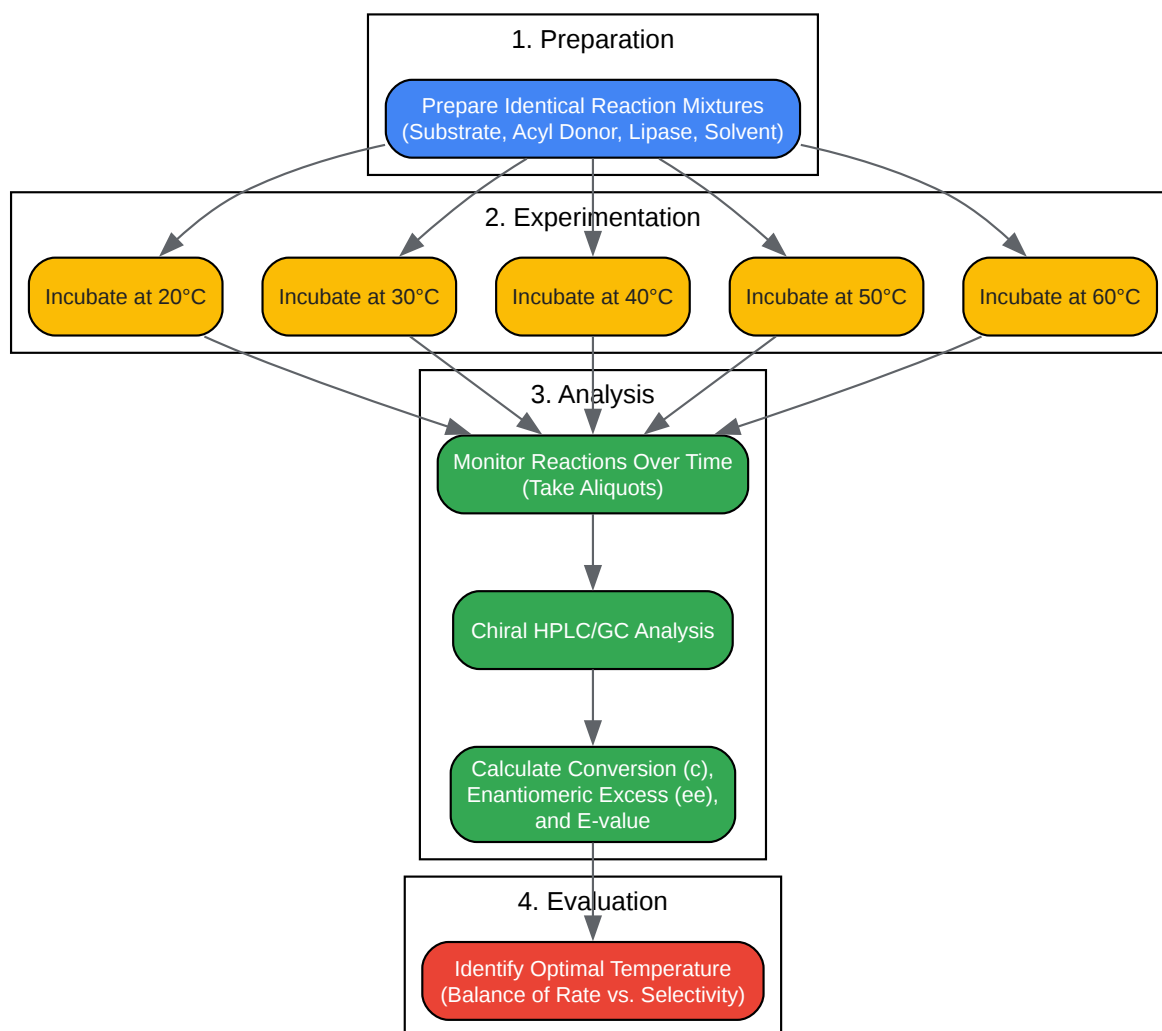 1. Preparation
Prepare Identical Reaction Mixtures
(Substrate, Acyl Donor, Lipase, Solvent)
2. Experimentation
Incubate at 20°C
Incubate at 30°C
Incubate at 40°C
Incubate at 50°C
Incubate at 60°C
3. Analysis
Monitor Reactions Over Time
(Take Aliquots)
Chiral HPLC/GC Analysis
Calculate Conversion (c),
Enantiomeric Excess (ee),
and E-value
4. Evaluation
Identify Optimal Temperature
(Balance of Rate vs. Selectivity)